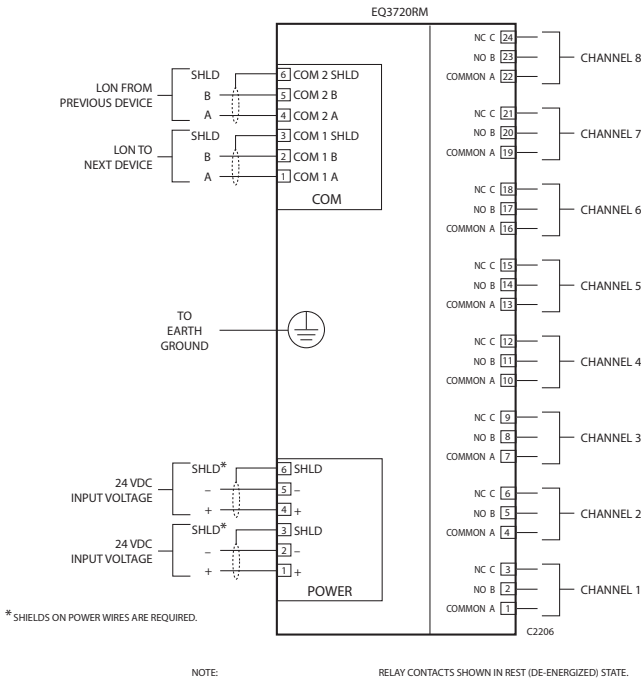 EQ3720RM
LON FROM
PREVIOUS DEVICE
SHLD
B
A
6 COM 2 SHLD
5 COM 2 B
4 COM 2 A
LON TO
NEXT DEVICE
SHLD
B
A
3 COM 1 SHLD
2 COM 1 B
1 COM 1 A
COM
TO
EARTH
GROUND
24 VDC
INPUT VOLTAGE
SHLD*
–
+
6 SHLD
5 –
4 +
24 VDC
INPUT VOLTAGE
SHLD*
–
+
3 SHLD
2 –
1 +
POWER
* SHIELDS ON POWER WIRES ARE REQUIRED.
NC C 24
NO B 23
COMMON A 22
CHANNEL 8
NC C 21
NO B 20
COMMON A 19
CHANNEL 7
NC C 18
NO B 17
COMMON A 16
CHANNEL 6
NC C 15
NO B 14
COMMON A 13
CHANNEL 5
NC C 12
NO B 11
COMMON A 10
CHANNEL 4
NC C 9
NO B 8
COMMON A 7
CHANNEL 3
NC C 6
NO B 5
COMMON A 4
CHANNEL 2
NC C 3
NO B 2
COMMON A 1
CHANNEL 1
C2206
NOTE: RELAY CONTACTS SHOWN IN REST (DE-ENERGIZED) STATE.